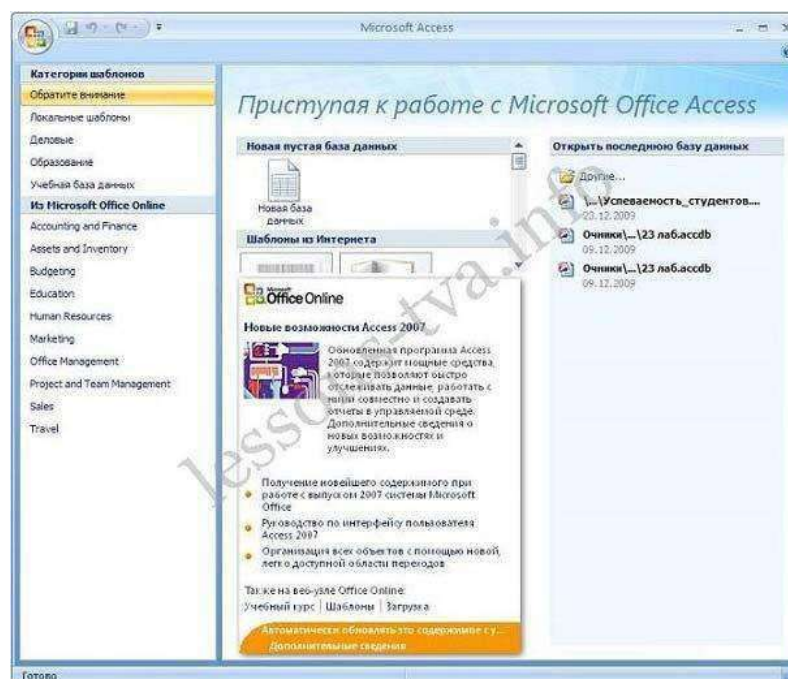 Microsoft Access
Категории шаблонов
Обратите внимание
Локальные шаблоны
Деловые
Образование
Учебная база данных
Из Microsoft Office Online
Accounting and Finance
Assets and Inventory
Budgeting
Education
Human Resources
Marketing
Office Management
Project and Team Management
Sales
Travel
Приступая к работе с Microsoft Office Access
Новая пустая база данных
Новая база
данных
Шаблоны из Интернета
Microsoft
Office Online
Новые возможности Access 2007
Обновленная программа Access
2007 содержит мощные средства,
которые позволяют быстро
отслеживать данные, работать с
ними совместно и создавать
отчеты в управляемой среде.
Дополнительные сведения о
новых возможностях и
улучшениях.
Получение новейшего содержимого при
работе с выпуском 2007 системы Microsoft
Office
Руководство по интерфейсу пользователя
Access 2007
Организация всех объектов с помощью новой,
легко доступной области переходов
Также на веб-узле Office Online:
Учебный курс | Шаблоны | Загрузка
Автоматически обновлять это содержимое с у...
Дополнительные сведения
Открыть последнюю базу данных
Другие...
\...\Успеваемость_студентов....
23.12.2009
Очники\...\23 лаб.accdb
09.12.2009
Очники\...\23 лаб.accdb
09.12.2009
Готово
lessons-tva.info